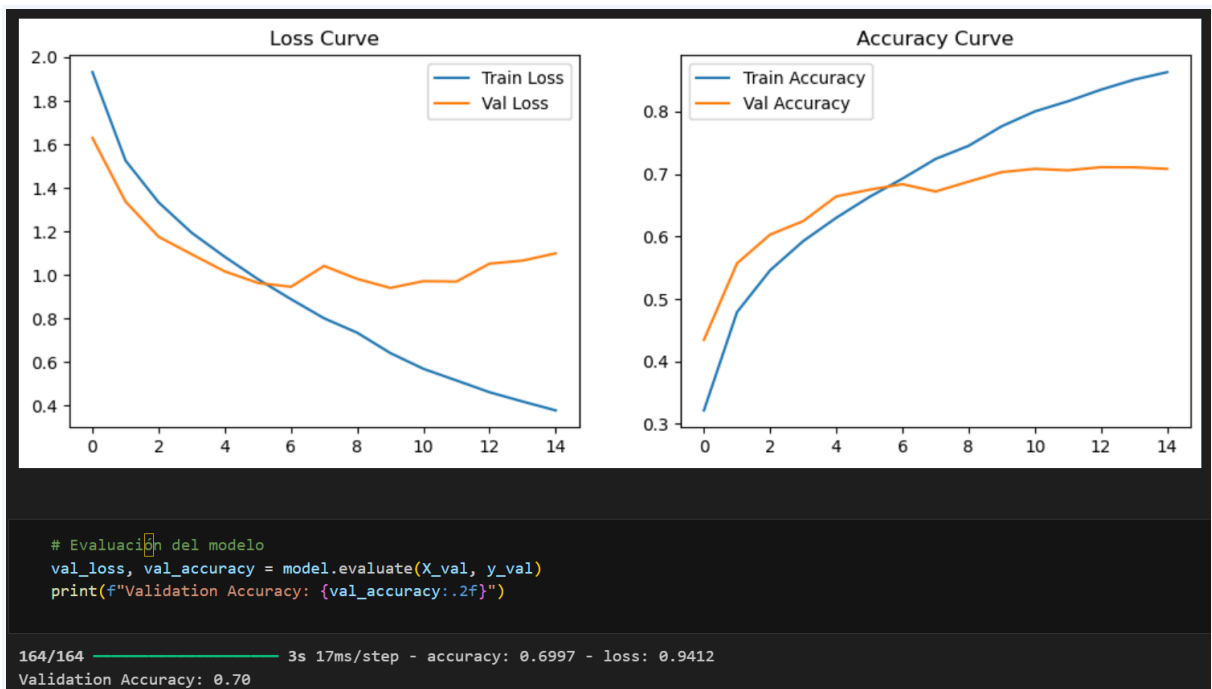 Loss Curve
Train Loss
Val Loss
2.0
1.8
1.6
1.4
1.2
1.0
0.8
0.6
0.4
0 2 4 6 8 10 12 14
Accuracy Curve
Train Accuracy
Val Accuracy
0.8
0.7
0.6
0.5
0.4
0.3
0 2 4 6 8 10 12 14
# Evaluación del modelo
val_loss, val_accuracy = model.evaluate(X_val, y_val)
print(f"Validation Accuracy: {val_accuracy:.2f}")
164/164 ━━━━━━━━━━━━━━━━━━━━ 3s 17ms/step - accuracy: 0.6997 - loss: 0.9412
Validation Accuracy: 0.70